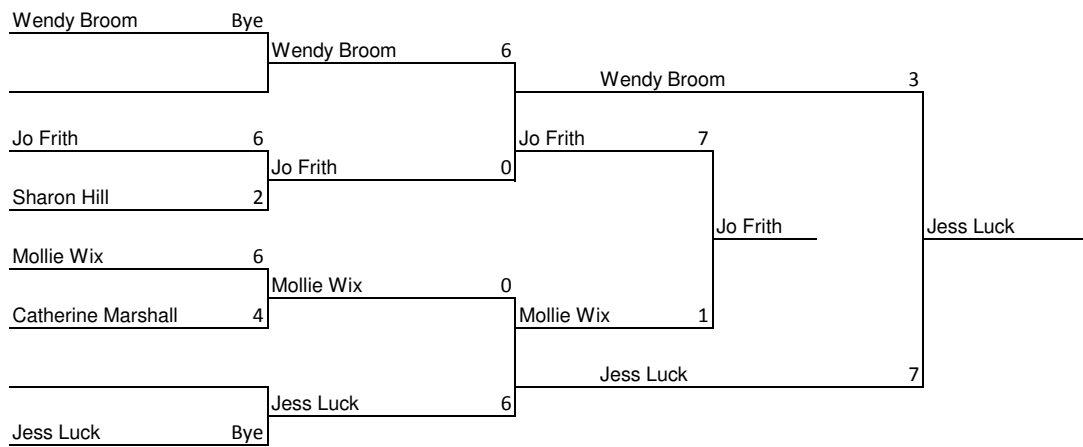 Wendy Broom Bye
Wendy Broom 6
Wendy Broom 3
Jo Frith 6
Jo Frith 7
Jo Frith 0
Sharon Hill 2
Jo Frith
Jess Luck
Mollie Wix 6
Mollie Wix 0
Catherine Marshall 4
Mollie Wix 1
Jess Luck 7
Jess Luck 6
Jess Luck Bye